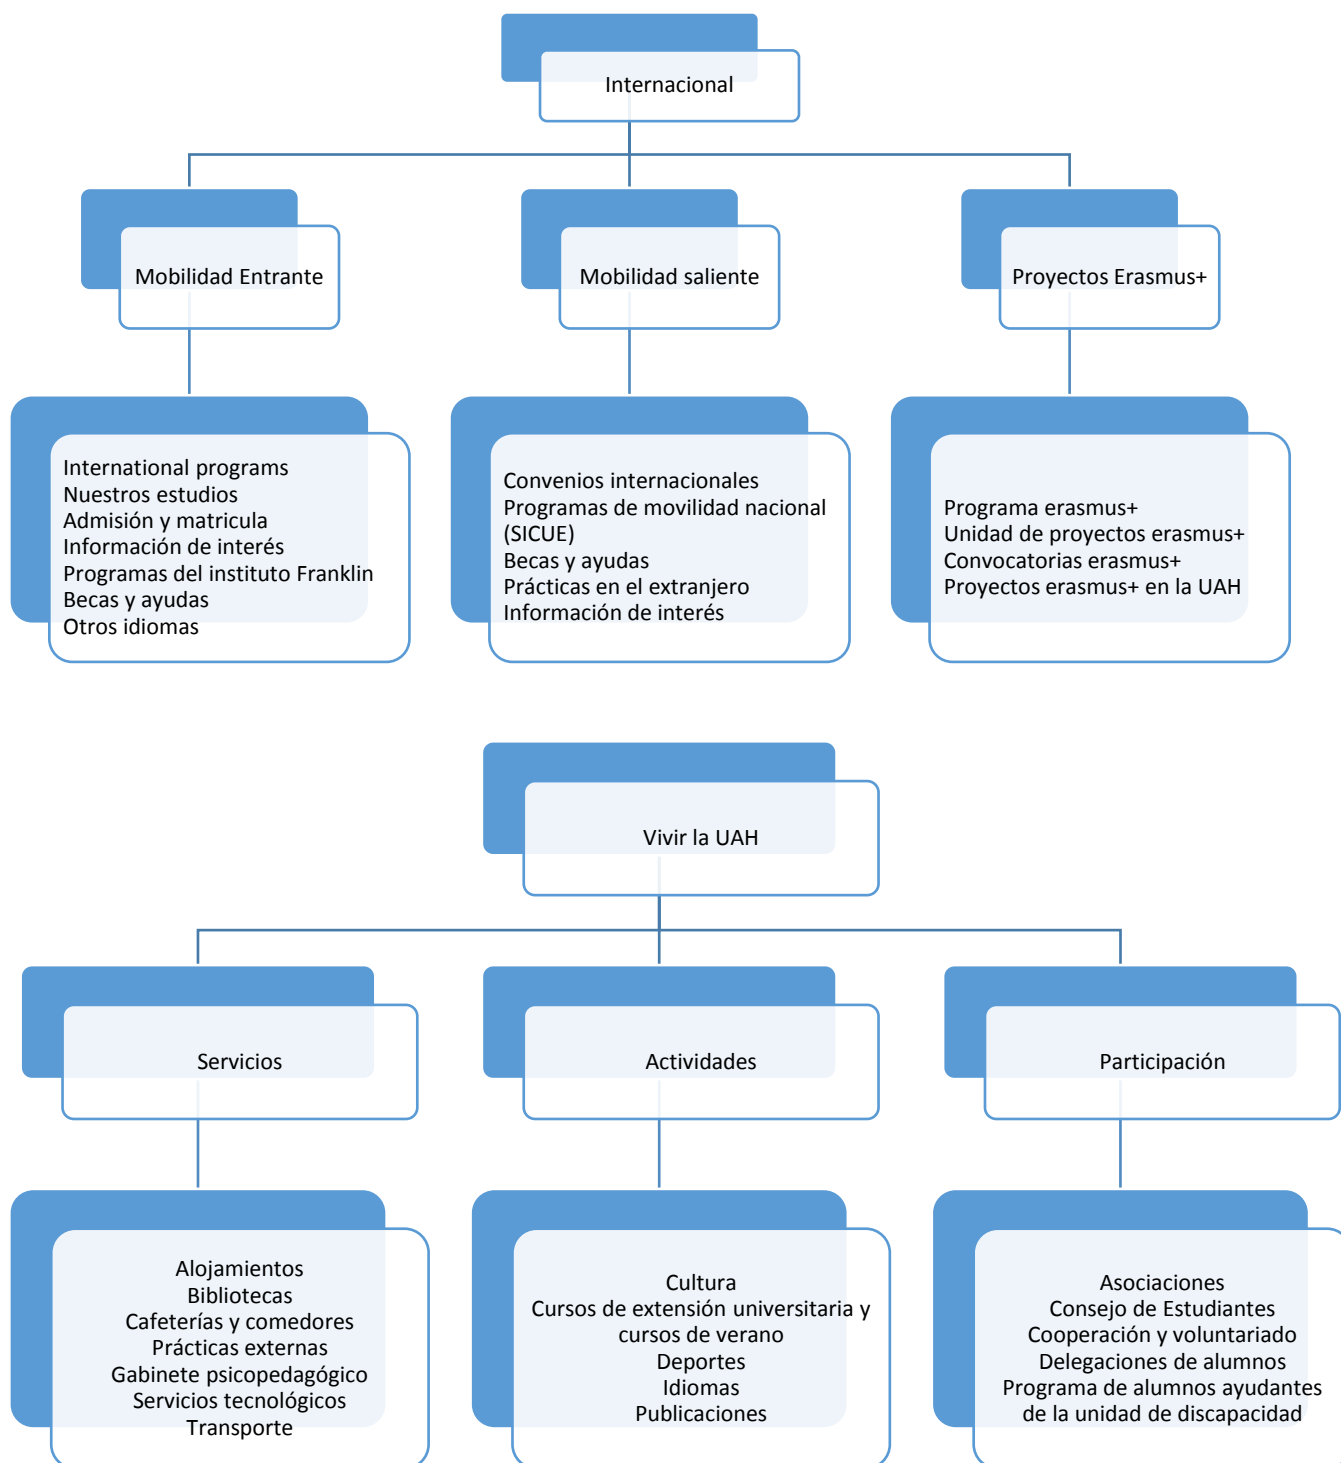 Internacional
Mobilidad Entrante
Mobilidad saliente
Proyectos Erasmus+
International programs
Nuestros estudios
Admisión y matricula
Información de interés
Programas del instituto Franklin
Becas y ayudas
Otros idiomas
Convenios internacionales
Programas de movilidad nacional
(SICUE)
Becas y ayudas
Prácticas en el extranjero
Información de interés
Programa erasmus+
Unidad de proyectos erasmus+
Convocatorias erasmus+
Proyectos erasmus+ en la UAH
Vivir la UAH
Servicios
Actividades
Participación
Alojamientos
Bibliotecas
Cafeterías y comedores
Prácticas externas
Gabinete psicopedagógico
Servicios tecnológicos
Transporte
Cultura
Cursos de extensión universitaria y
cursos de verano
Deportes
Idiomas
Publicaciones
Asociaciones
Consejo de Estudiantes
Cooperación y voluntariado
Delegaciones de alumnos
Programa de alumnos ayudantes
de la unidad de discapacidad